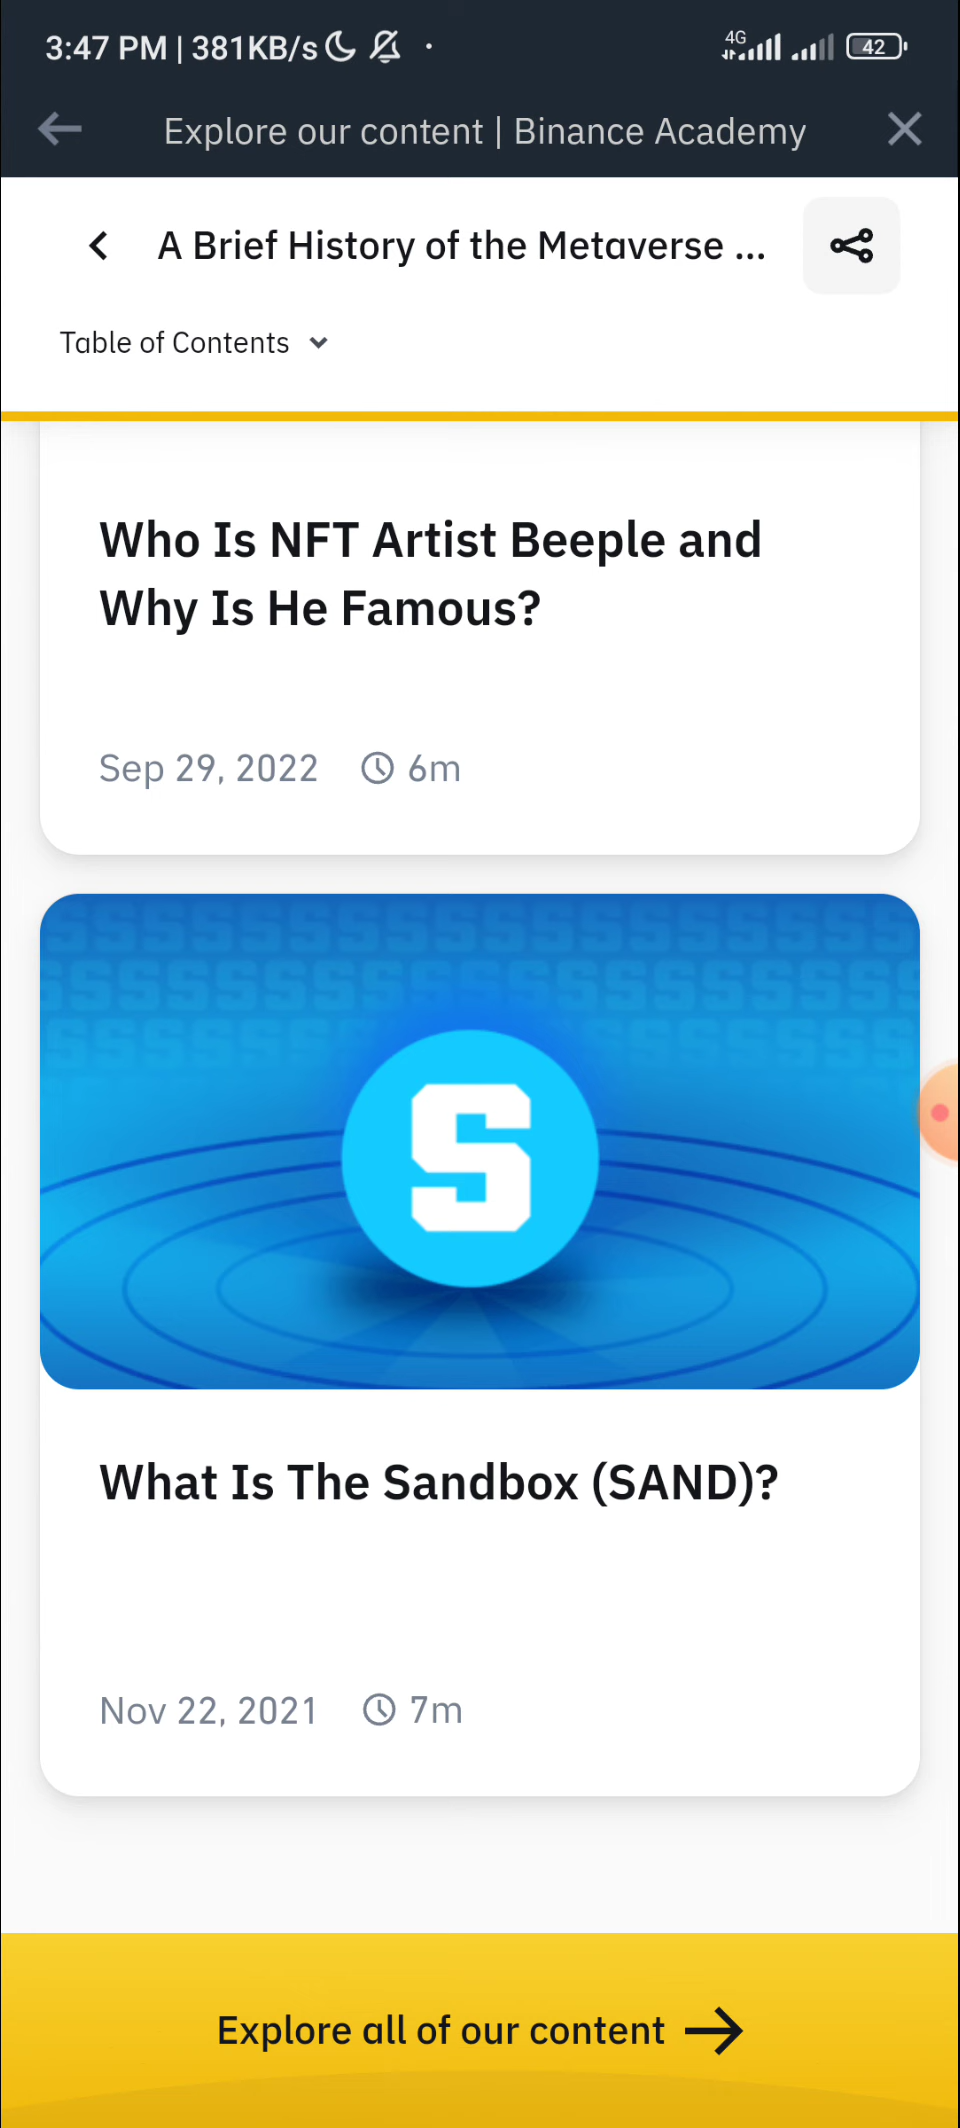 3:47 PM | 381KB/s
4G
42
Explore our content | Binance Academy
A Brief History of the Metaverse ...
Table of Contents
Who Is NFT Artist Beeple and
Why Is He Famous?
Sep 29, 2022 6m
S
What Is The Sandbox (SAND)?
Nov 22, 2021 7m
Explore all of our content